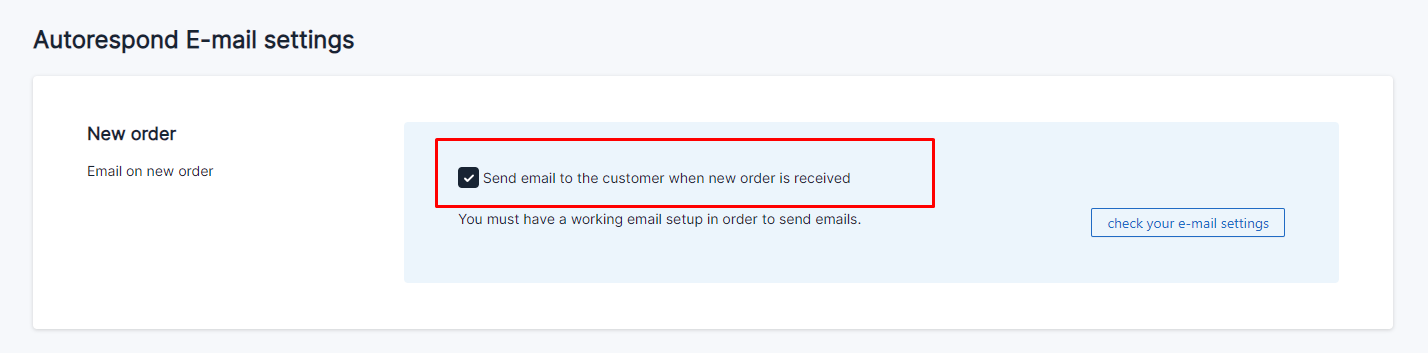 Autorespond E-mail settings
New order
Email on new order
Send email to the customer when new order is received
You must have a working email setup in order to send emails.
check your e-mail settings